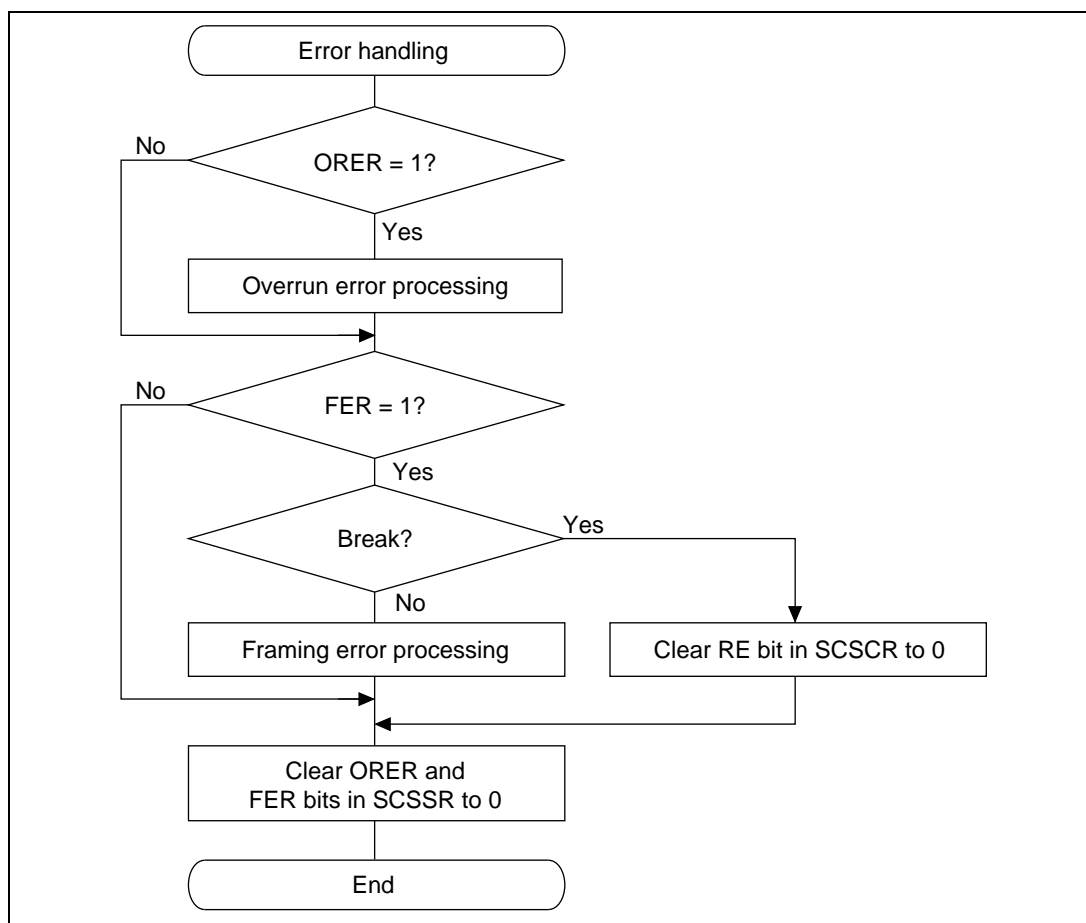 Error handling
No
ORER = 1?
Yes
Overrun error processing
No
FER = 1?
Yes
Break?
Yes
No
Framing error processing
Clear RE bit in SCSCR to 0
Clear ORER and
FER bits in SCSSR to 0
End